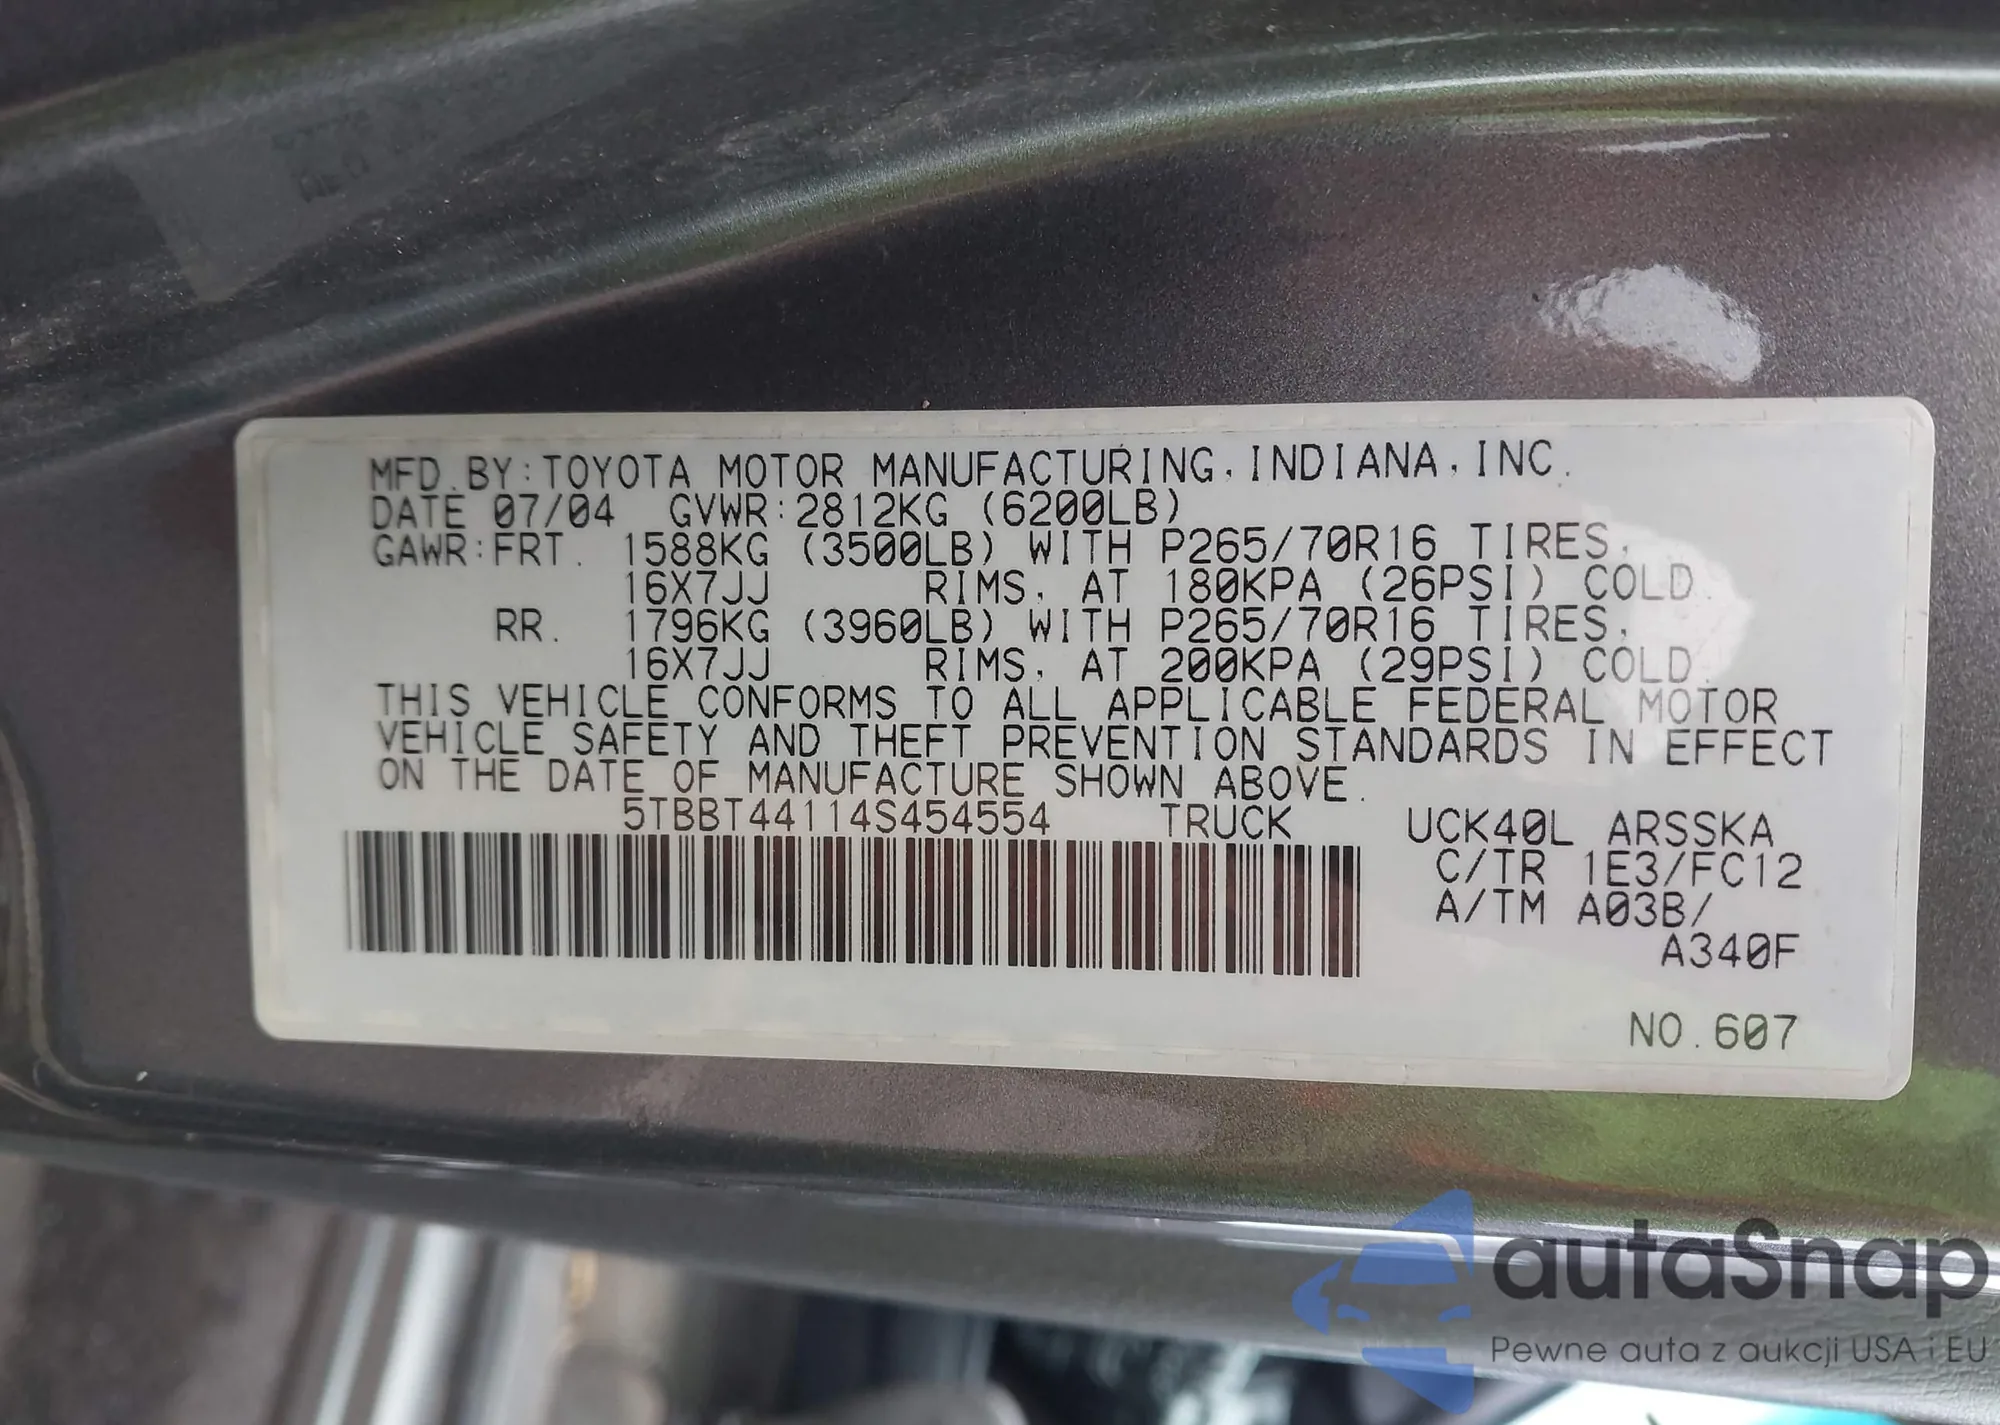 MFD.BY:TOYOTA MOTOR MANUFACTURING,INDIANA,INC.
DATE 07/04 GVWR:2812KG (6200LB)
GAWR:FRT. 1588KG (3500LB) WITH P265/70R16 TIRES,
16X7JJ RIMS, AT 180KPA (26PSI) COLD.
RR. 1796KG (3960LB) WITH P265/70R16 TIRES,
16X7JJ RIMS, AT 200KPA (29PSI) COLD.
THIS VEHICLE CONFORMS TO ALL APPLICABLE FEDERAL MOTOR
VEHICLE SAFETY AND THEFT PREVENTION STANDARDS IN EFFECT
ON THE DATE OF MANUFACTURE SHOWN ABOVE.
5TBBT44114S454554 TRUCK UCK40L ARSSKA
C/TR 1E3/FC12
A/TM A03B/
A340F
NO.607
autaSnap
Pewne auta z aukcji USA i EU